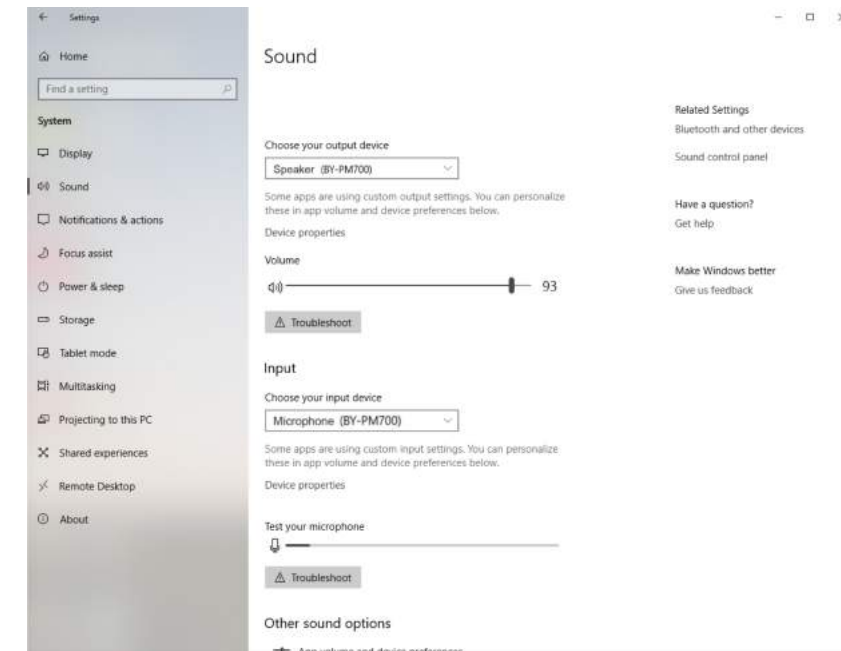 Settings
Home
Find a setting
System
Display
Sound
Notifications & actions
Focus assist
Power & sleep
Storage
Tablet mode
Multitasking
Projecting to this PC
Shared experiences
Remote Desktop
About
Sound
Choose your output device
Speaker (BY-PM700)
Some apps are using custom output settings. You can personalize
these in app volume and device preferences below.
Device properties
Volume
93
Troubleshoot
Input
Choose your input device
Microphone (BY-PM700)
Some apps are using custom input settings. You can personalize
these in app volume and device preferences below.
Device properties
Test your microphone
Troubleshoot
Other sound options
App volume and device preferences
Related Settings
Bluetooth and other devices
Sound control panel
Have a question?
Get help
Make Windows better
Give us feedback